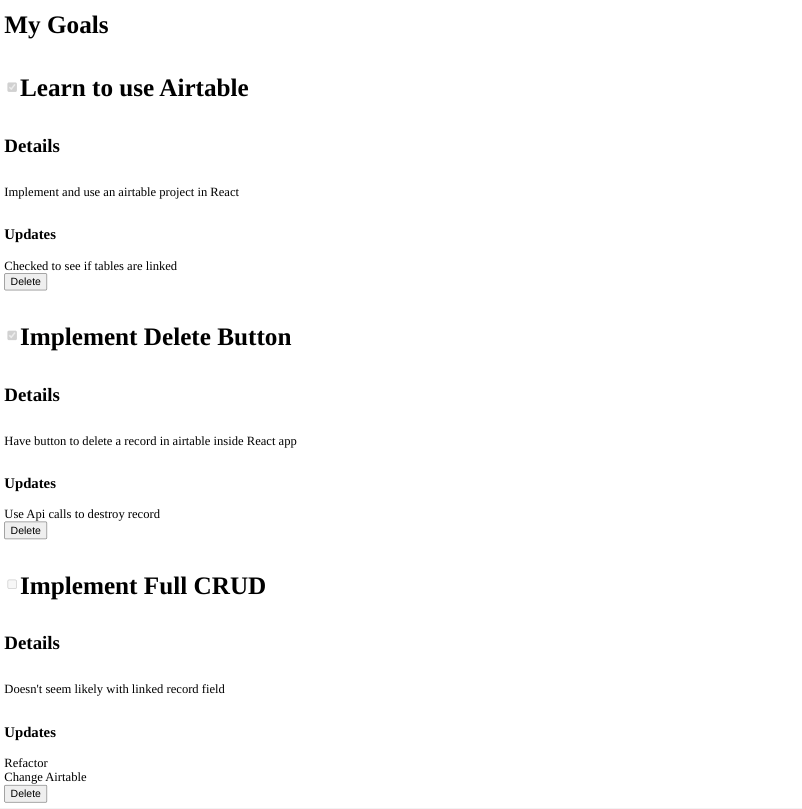 My Goals
Learn to use Airtable
Details
Implement and use an airtable project in React
Updates
Checked to see if tables are linked
Delete
Implement Delete Button
Details
Have button to delete a record in airtable inside React app
Updates
Use Api calls to destroy record
Delete
Implement Full CRUD
Details
Doesn't seem likely with linked record field
Updates
Refactor
Change Airtable
Delete